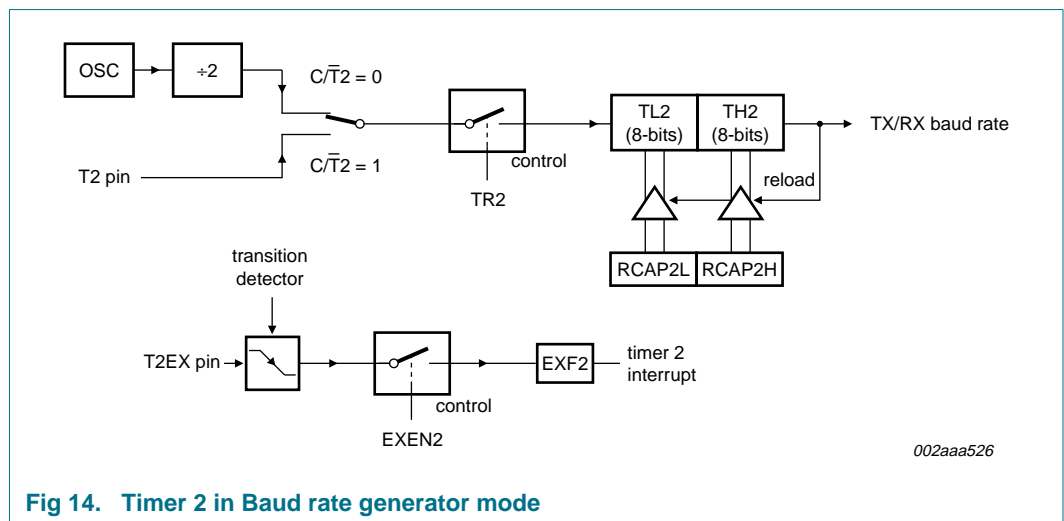 OSC
÷2
C/T̅2 = 0
C/T̅2 = 1
T2 pin
control
TR2
TL2
(8-bits)
TH2
(8-bits)
TX/RX baud rate
reload
RCAP2L
RCAP2H
transition
detector
T2EX pin
control
EXEN2
EXF2
timer 2
interrupt
002aaa526
Fig 14. Timer 2 in Baud rate generator mode